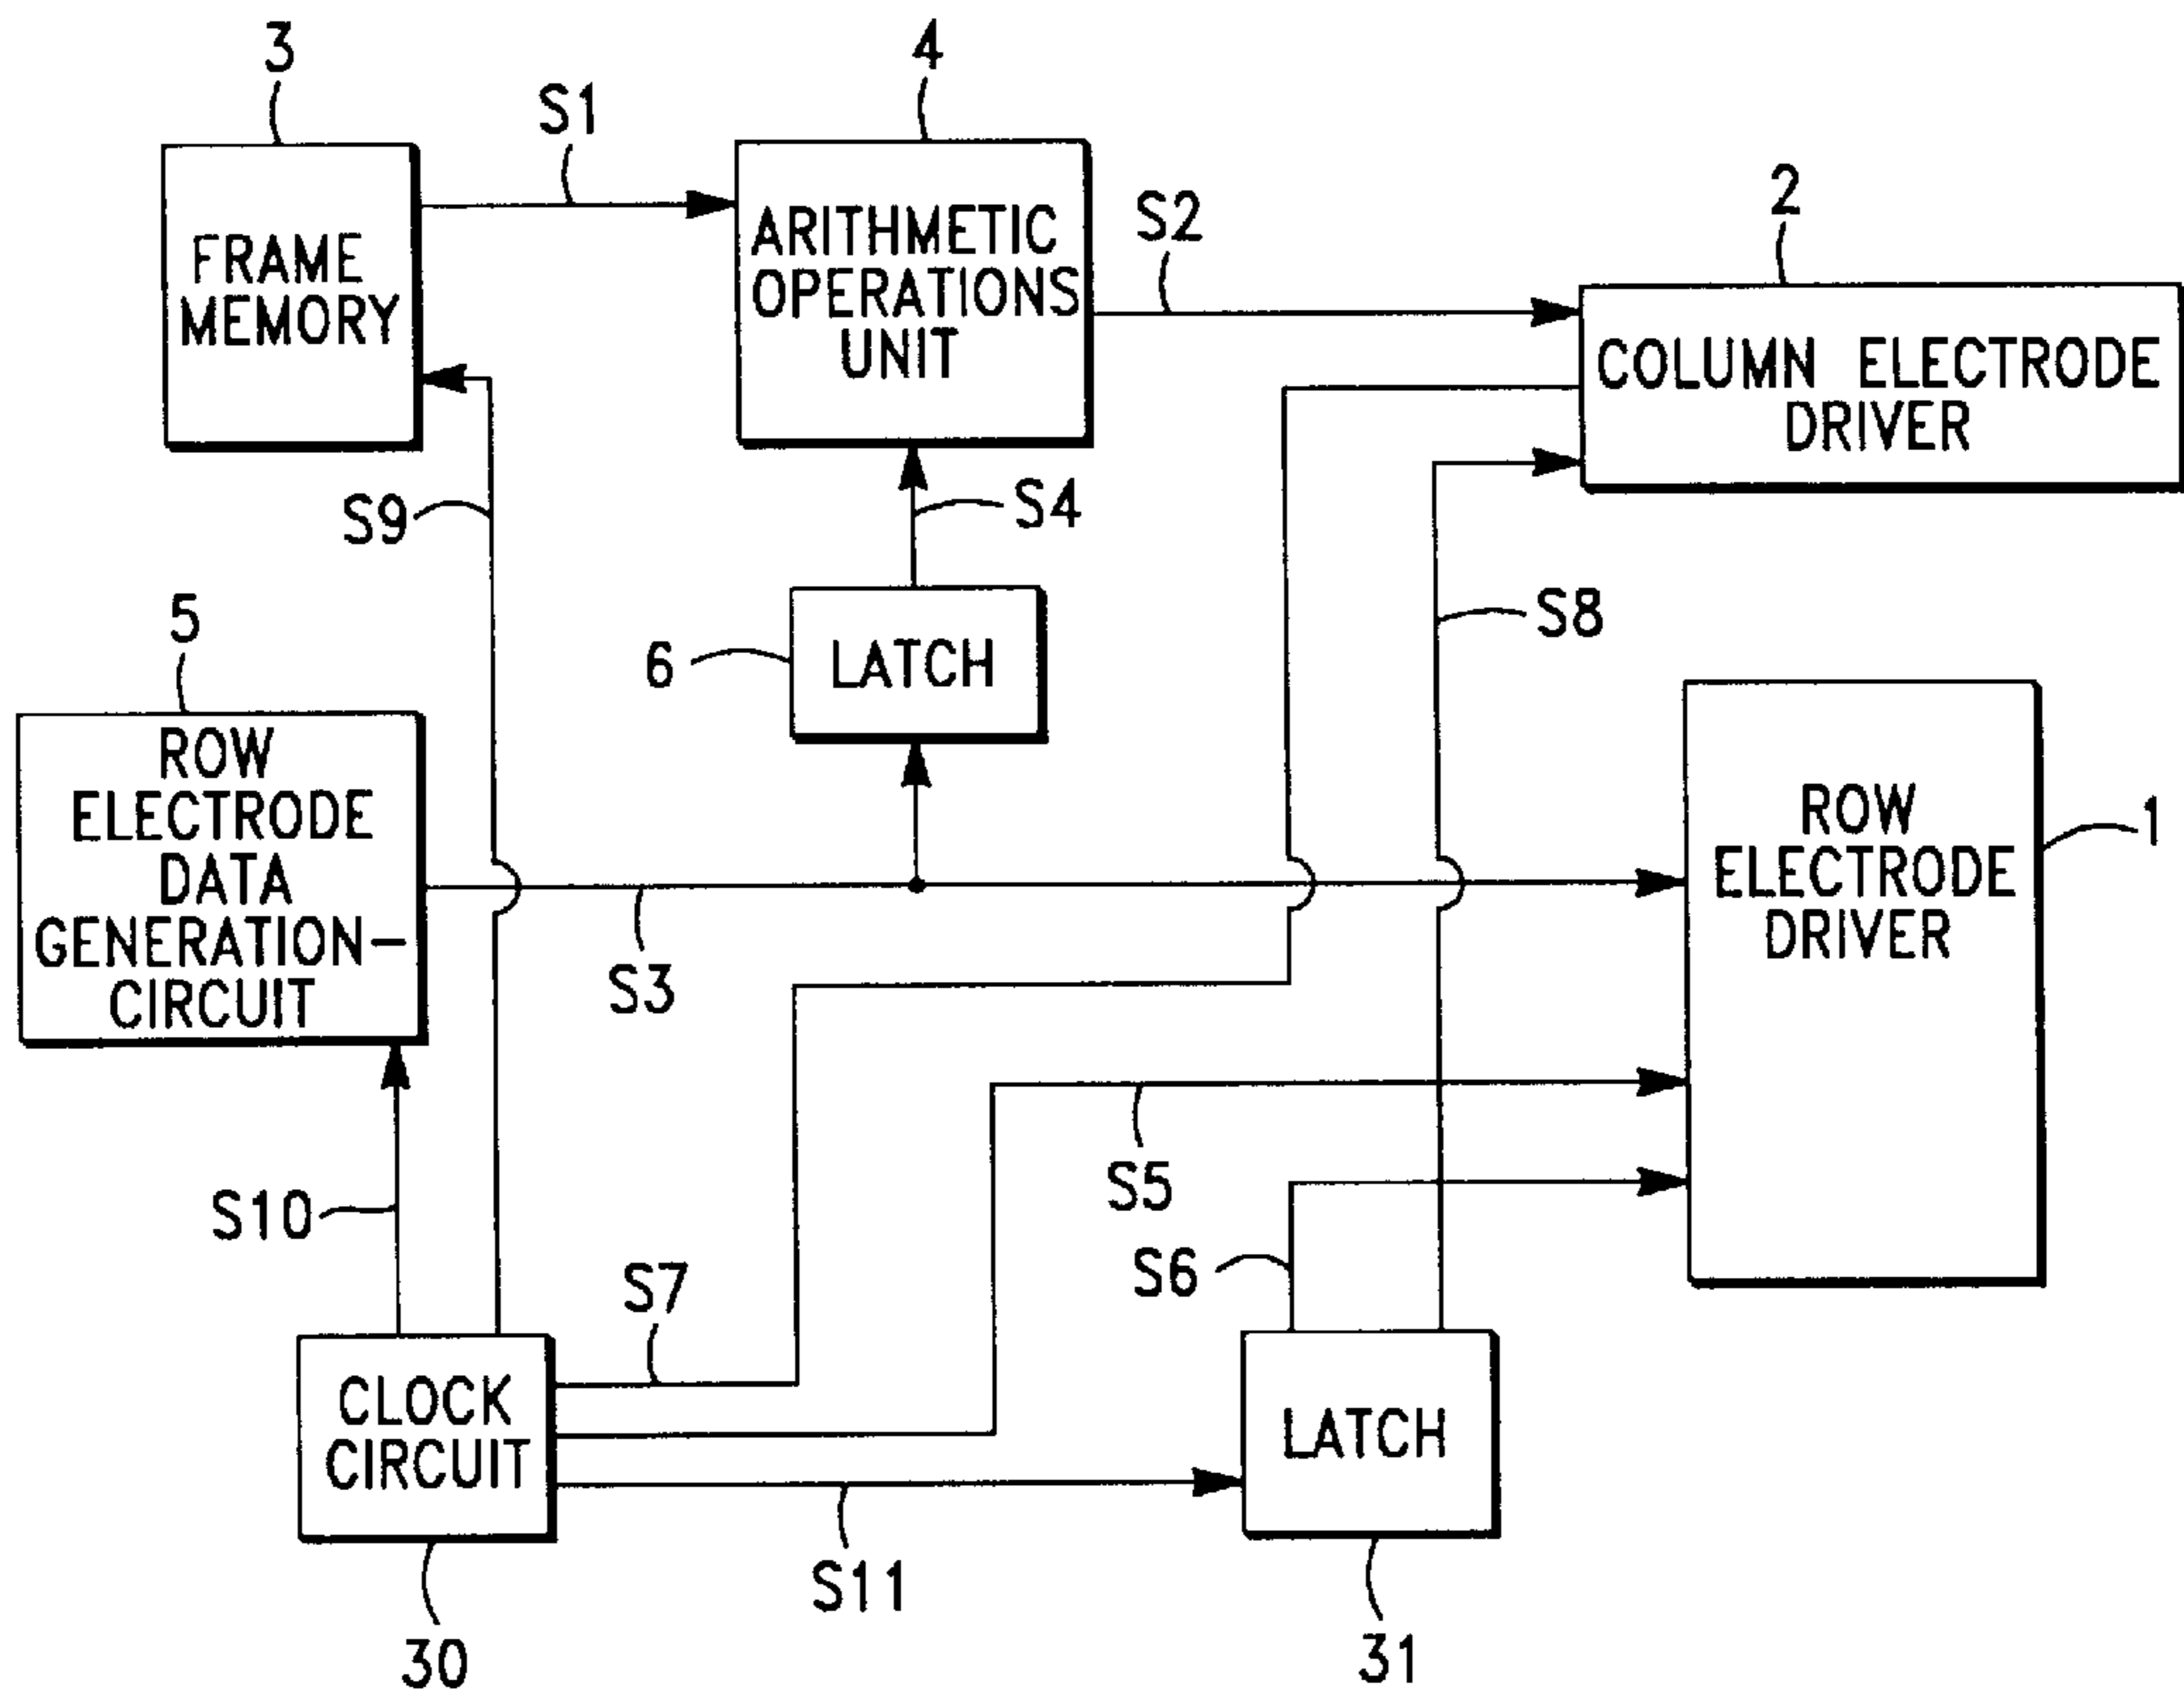 3
4
S1
2
S2
FRAME
MEMORY
ARITHMETIC
OPERATIONS
UNIT
COLUMN ELECTRODE
DRIVER
S9
S4
S8
5
6
LATCH
ROW
ELECTRODE
DATA
GENERATION-
CIRCUIT
ROW
ELECTRODE
DRIVER
1
S3
S10
S5
S6
S7
CLOCK
CIRCUIT
LATCH
S11
30
31